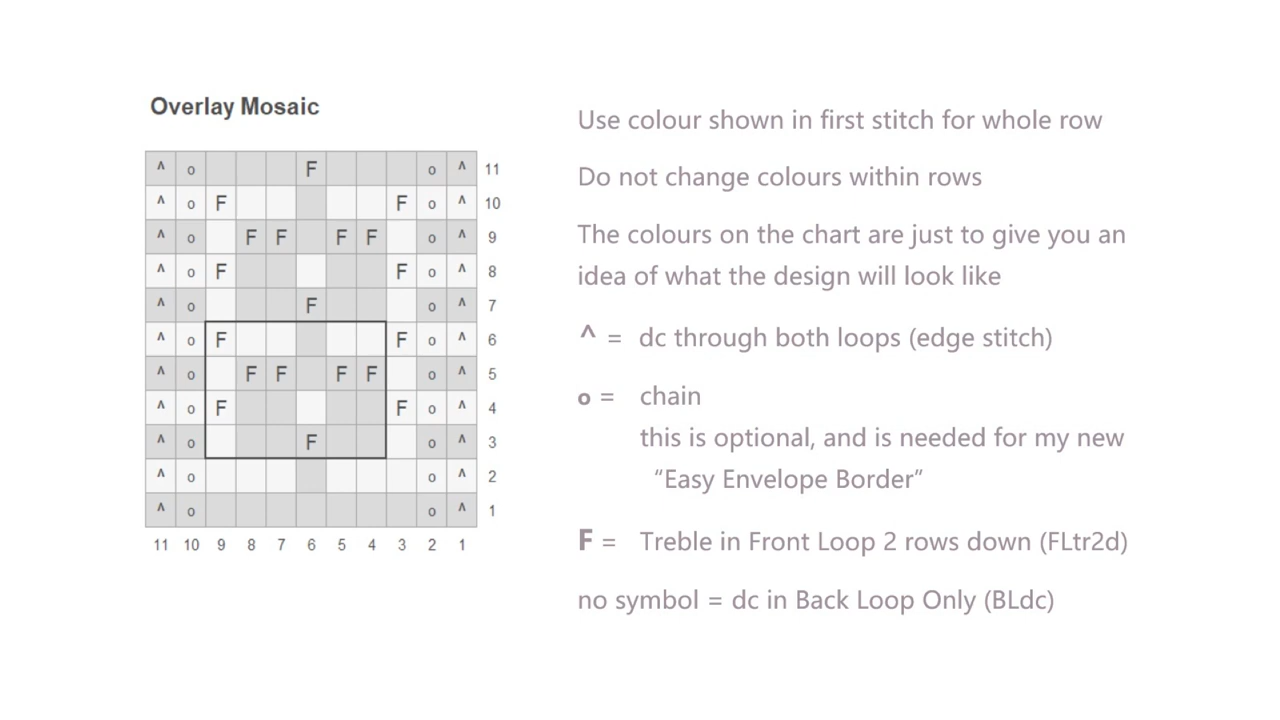 Overlay Mosaic
^ o F o ^ 11
^ o F F o ^ 10
^ o F F F F o ^ 9
^ o F F o ^ 8
^ o F o ^ 7
^ o F F o ^ 6
^ o F F F F o ^ 5
^ o F F o ^ 4
^ o F o ^ 3
^ o o ^ 2
^ o o ^ 1
11 10 9 8 7 6 5 4 3 2 1
Use colour shown in first stitch for whole row
Do not change colours within rows
The colours on the chart are just to give you an
idea of what the design will look like
^ = dc through both loops (edge stitch)
o = chain
this is optional, and is needed for my new
“Easy Envelope Border”
F = Treble in Front Loop 2 rows down (FLtr2d)
no symbol = dc in Back Loop Only (BLdc)